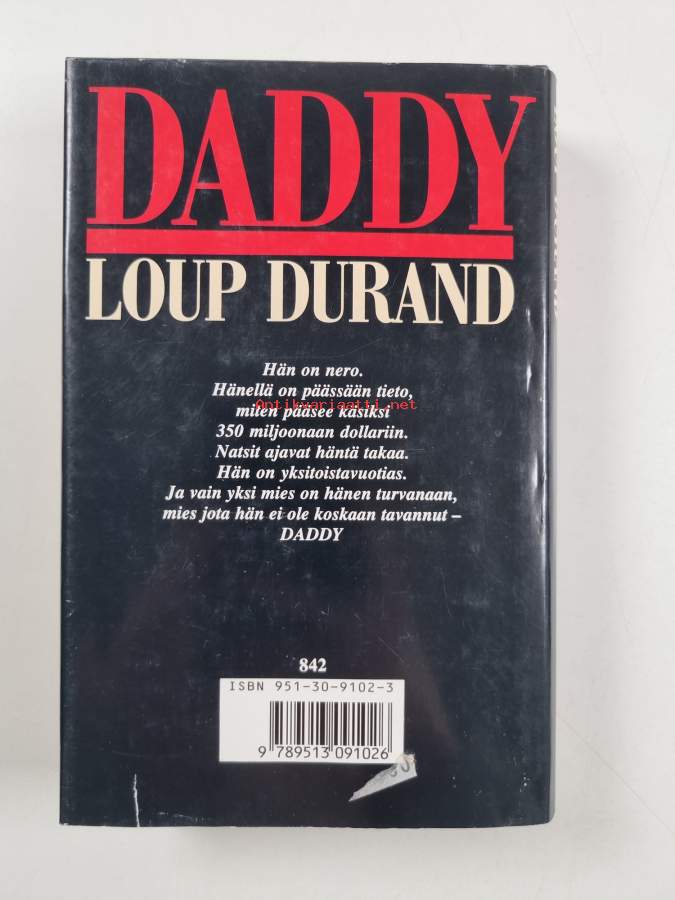 DADDY
LOUP DURAND
Hän on nero.
Hänellä on päässään tieto,
Antikvariaatti.net
miten pääsee käsiksi
350 miljoonaan dollariin.
Natsit ajavat häntä takaa.
Hän on yksitoistavuotias.
Ja vain yksi mies on hänen turvanaan,
mies jota hän ei ole koskaan tavannut –
DADDY
842
ISBN 951-30-9102-3
9 789513 091026